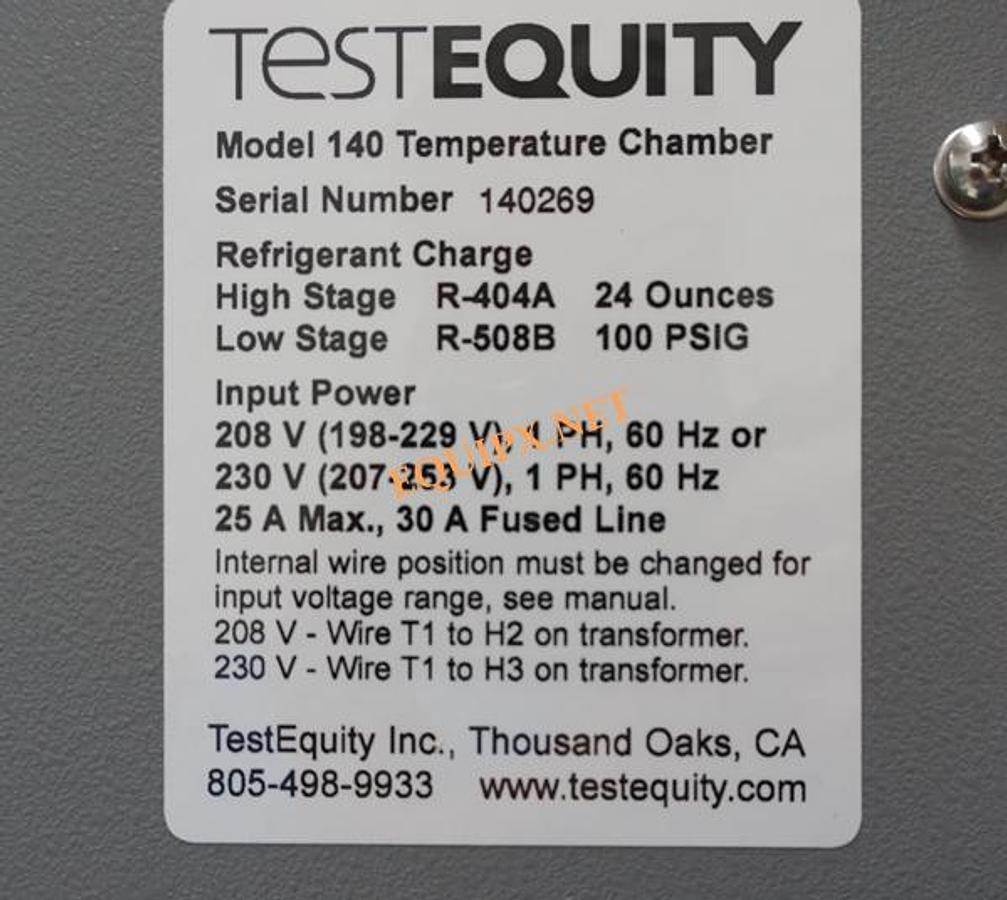 TestEQUITY
Model 140 Temperature Chamber
Serial Number 140269
Refrigerant Charge
High Stage R-404A 24 Ounces
Low Stage R-508B 100 PSIG
Input Power
208 V (198-229 V), 1 PH, 60 Hz or
230 V (207-253 V), 1 PH, 60 Hz
EQUIPX.NET
25 A Max., 30 A Fused Line
Internal wire position must be changed for
input voltage range, see manual.
208 V - Wire T1 to H2 on transformer.
230 V - Wire T1 to H3 on transformer.
TestEquity Inc., Thousand Oaks, CA
805-498-9933 www.testequity.com